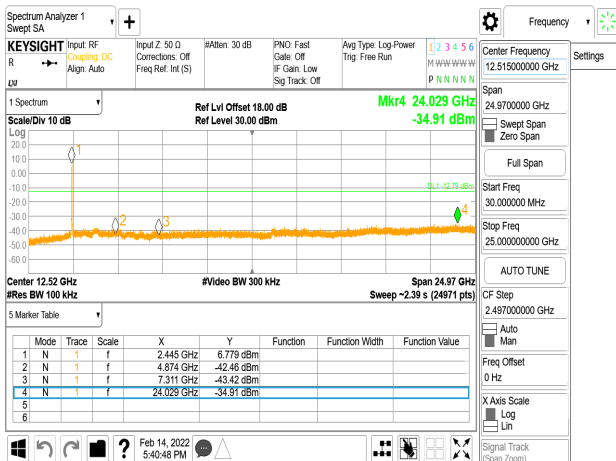 Spectrum Analyzer 1
Swept SA
Frequency
KEYSIGHT
R
Input: RF
Coupling: DC
Align: Auto
Input Z: 50 Ω
Corrections: Off
Freq Ref: Int (S)
#Atten: 30 dB
PNO: Fast
Gate: Off
IF Gain: Low
Sig Track: Off
Avg Type: Log-Power
Trig: Free Run
1 2 3 4 5 6
M W W W W W
P N N N N N
1 Spectrum
Scale/Div 10 dB
Log
Ref Lvl Offset 18.00 dB
Ref Level 30.00 dBm
Mkr4 24.029 GHz
-34.91 dBm
20.0
10.0
0.00
-10.0
-20.0
-30.0
-40.0
-50.0
-60.0
1
2
3
4
DL1 -12.79 dBm
Center 12.52 GHz
#Res BW 100 kHz
#Video BW 300 kHz
Span 24.97 GHz
Sweep ~2.39 s (24971 pts)
5 Marker Table
Mode Trace Scale X Y Function Function Width Function Value
1 N 1 f 2.445 GHz 6.779 dBm
2 N 1 f 4.874 GHz -42.46 dBm
3 N 1 f 7.311 GHz -43.42 dBm
4 N 1 f 24.029 GHz -34.91 dBm
5
6
Feb 14, 2022
5:40:48 PM
Settings
Center Frequency
12.515000000 GHz
Span
24.9700000 GHz
Swept Span
Zero Span
Full Span
Start Freq
30.000000 MHz
Stop Freq
25.000000000 GHz
AUTO TUNE
CF Step
2.497000000 GHz
Auto
Man
Freq Offset
0 Hz
X Axis Scale
Log
Lin
Signal Track
(Span Zoom)